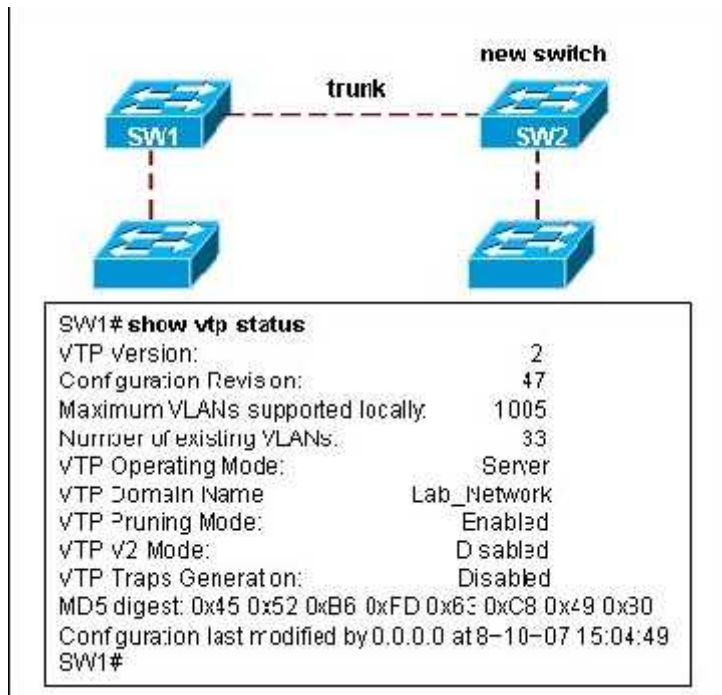 new switch
trunk
SW1
SW2
SW1# show vtp status
VTP Version: 2
Configuration Revision: 47
Maximum VLANs supported locally: 1005
Number of existing VLANs: 33
VTP Operating Mode: Server
VTP Domain Name Lab_Network
VTP Pruning Mode: Enabled
VTP V2 Mode: Disabled
VTP Traps Generation: Disabled
MD5 digest: 0x45 0x52 0xB6 0xFD 0x63 0xC8 0x49 0x80
Configuration last modified by 0.0.0.0 at 8-10-07 15:04:49
SW1#